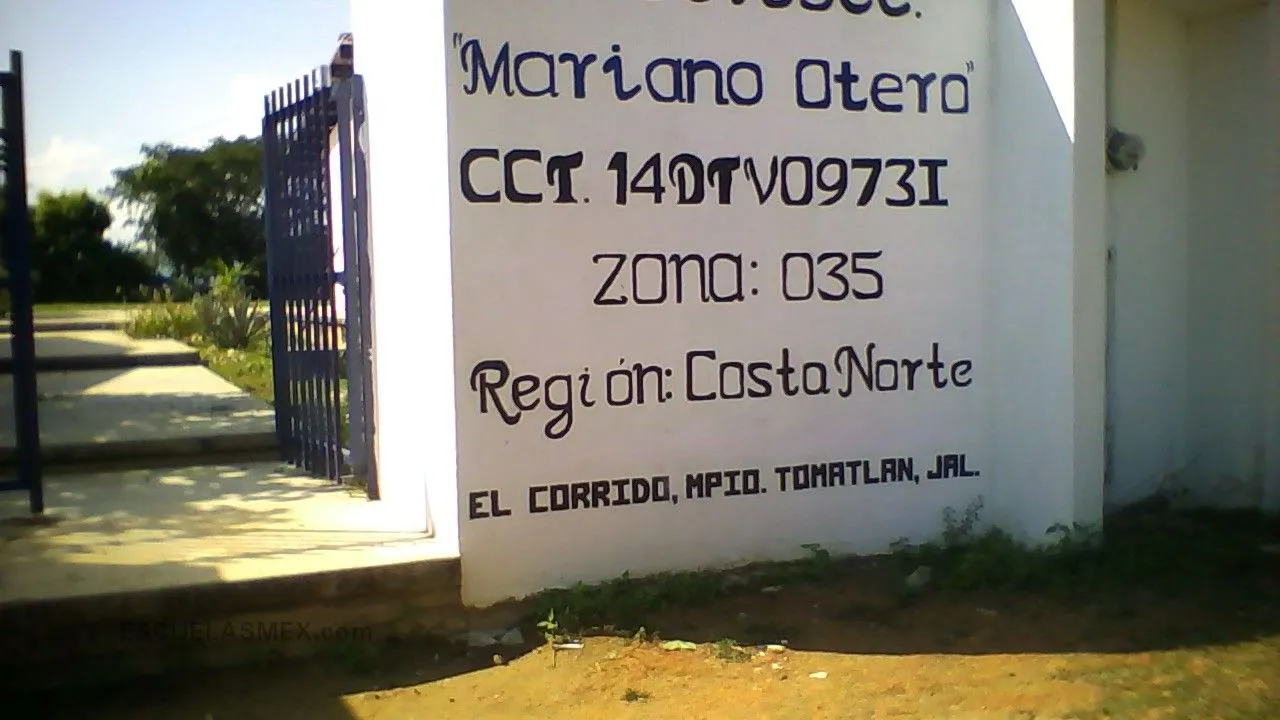 "Mariano Otero"
CCT. 14DTV0973I
Zona: 035
Región: Costa Norte
EL CORRIDO, MPIO. TOMATLAN, JAL.
ESCUELASMEX.com